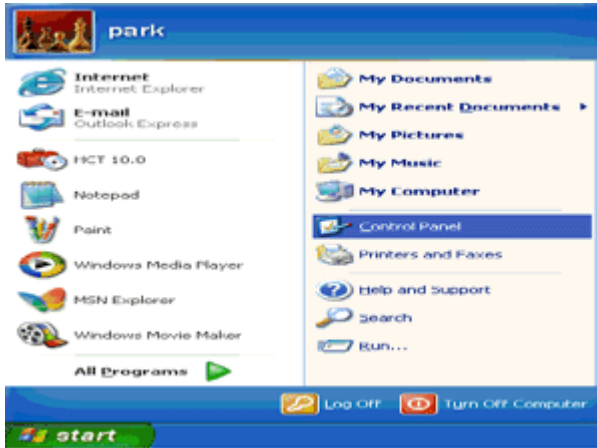 park
Internet
Internet Explorer
E-mail
Outlook Express
HCT 10.0
Notepad
Paint
Windows Media Player
MSN Explorer
Windows Movie Maker
All Programs
My Documents
My Recent Documents
My Pictures
My Music
My Computer
Control Panel
Printers and Faxes
Help and Support
Search
Run...
Log Off
Turn Off Computer
start